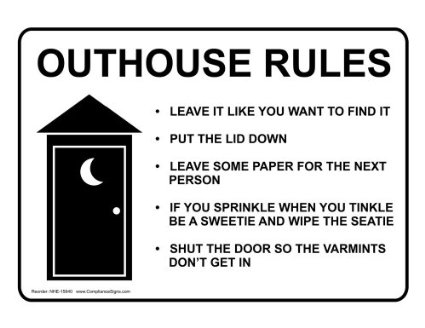 OUTHOUSE RULES
• LEAVE IT LIKE YOU WANT TO FIND IT
• PUT THE LID DOWN
• LEAVE SOME PAPER FOR THE NEXT
PERSON
• IF YOU SPRINKLE WHEN YOU TINKLE
BE A SWEETIE AND WIPE THE SEATIE
• SHUT THE DOOR SO THE VARMINTS
DON'T GET IN
Reorder: NHE-15940 www.ComplianceSigns.com